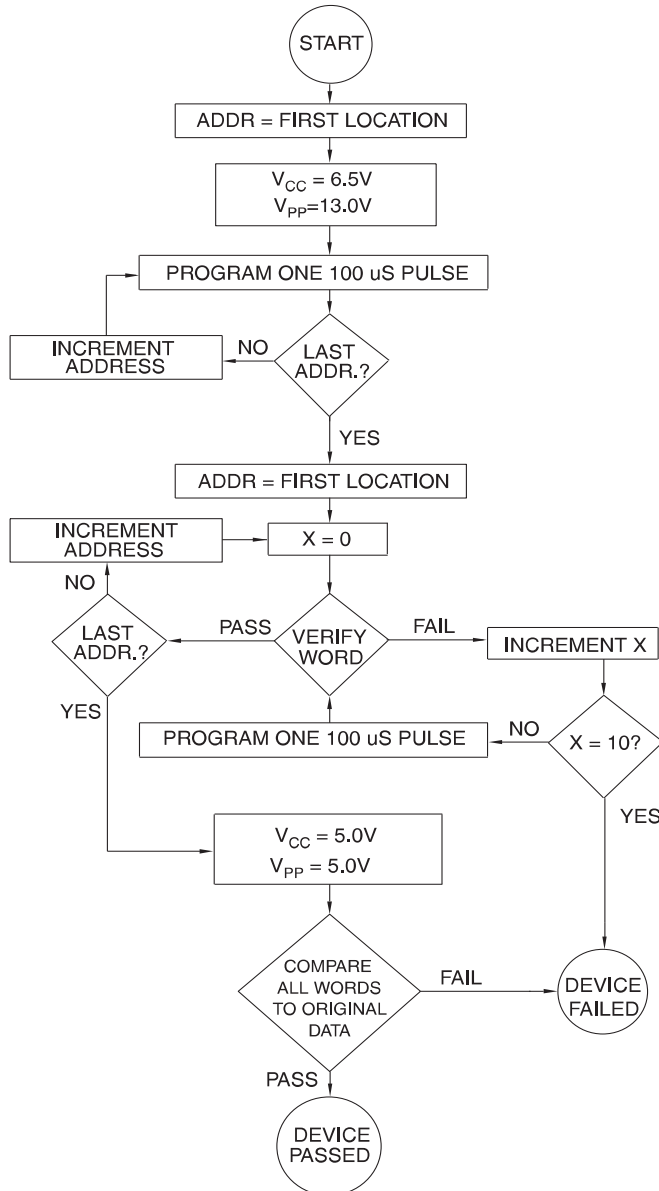 START
ADDR = FIRST LOCATION
VCC = 6.5V
VPP=13.0V
PROGRAM ONE 100 uS PULSE
INCREMENT
ADDRESS
NO
LAST
ADDR.?
YES
ADDR = FIRST LOCATION
INCREMENT
ADDRESS
X = 0
NO
LAST
ADDR.?
PASS
VERIFY
WORD
FAIL
INCREMENT X
YES
PROGRAM ONE 100 uS PULSE
NO
X = 10?
YES
VCC = 5.0V
VPP = 5.0V
COMPARE
ALL WORDS
TO ORIGINAL
DATA
FAIL
DEVICE
FAILED
PASS
DEVICE
PASSED